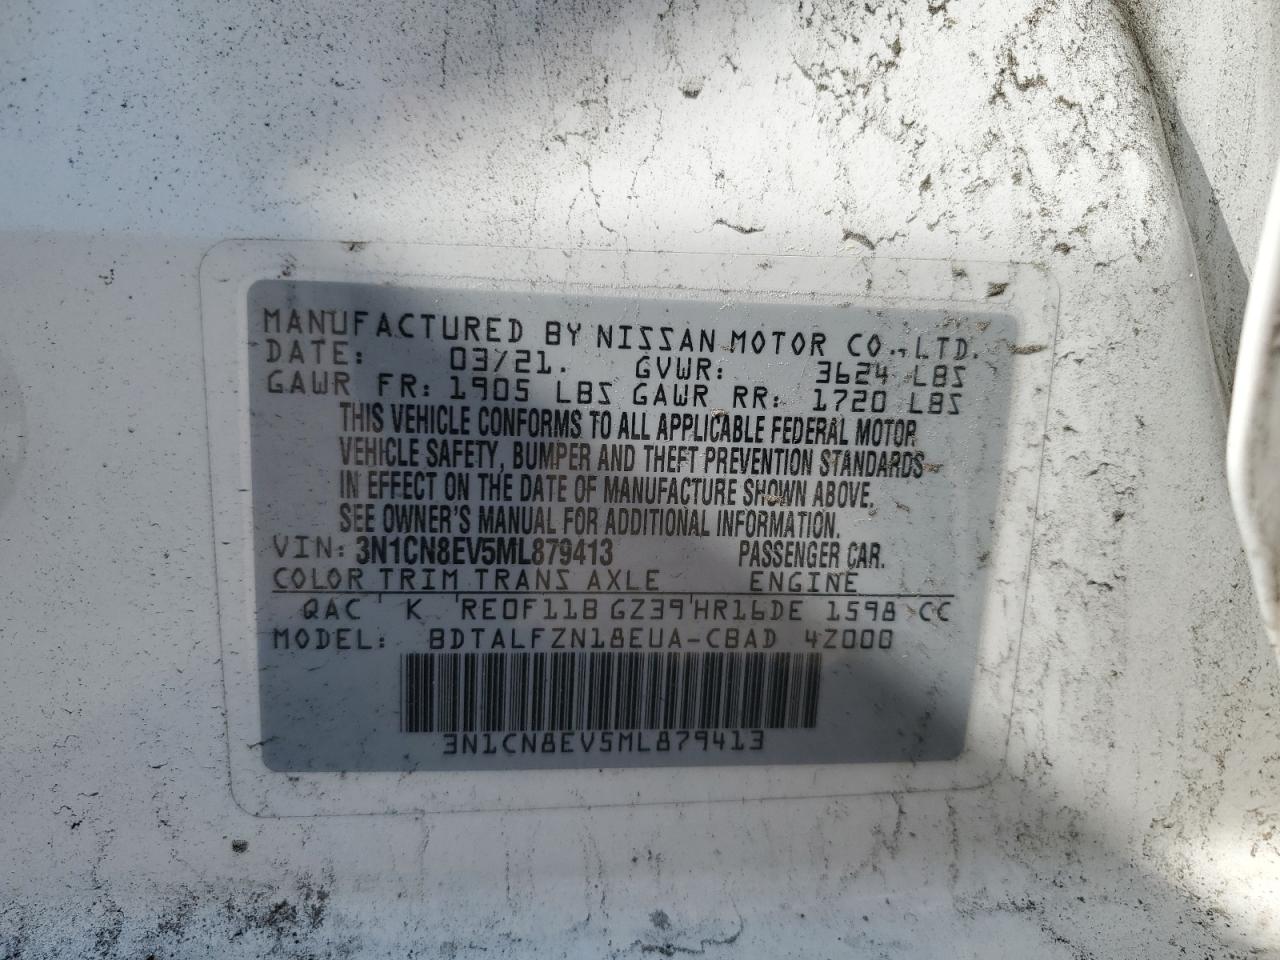 MANUFACTURED BY NISSAN MOTOR CO., LTD.
DATE: 03/21. GVWR: 3624 LBS
GAWR FR: 1905 LBS GAWR RR: 1720 LBS
THIS VEHICLE CONFORMS TO ALL APPLICABLE FEDERAL MOTOR
VEHICLE SAFETY, BUMPER AND THEFT PREVENTION STANDARDS
IN EFFECT ON THE DATE OF MANUFACTURE SHOWN ABOVE.
SEE OWNER'S MANUAL FOR ADDITIONAL INFORMATION.
VIN: 3N1CN8EV5ML879413 PASSENGER CAR.
COLOR TRIM TRANS AXLE ENGINE
QAC K RE0F11B GZ39 HR16DE 1598 CC
MODEL: BDTALFZN18EUA-CBAD 4Z000
3N1CN8EV5ML879413